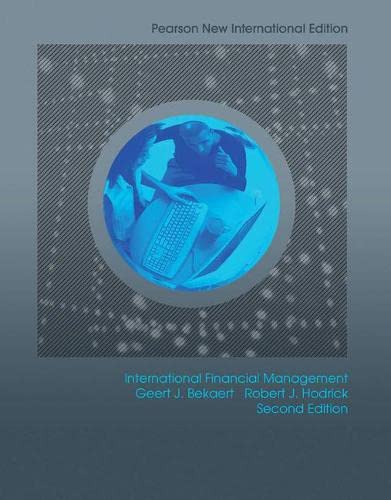 Pearson New International Edition
International Financial Management
Geert J. Bekaert Robert J. Hodrick
Second Edition